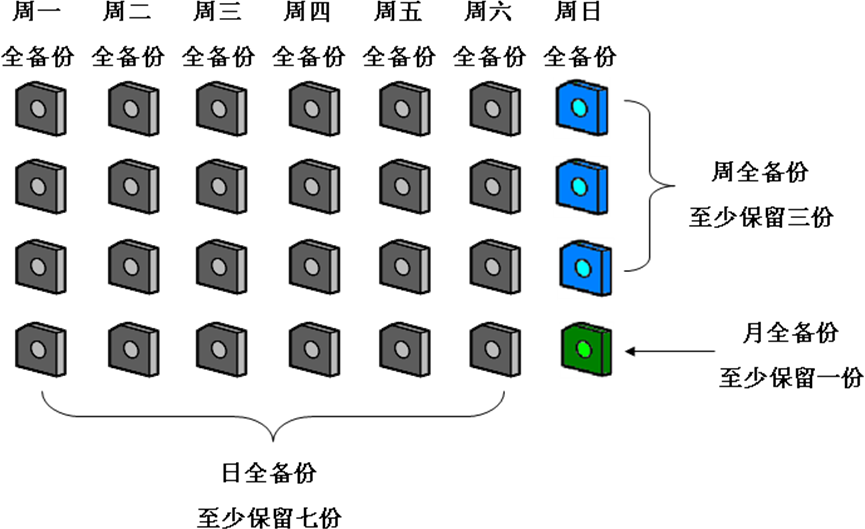 周一 周二 周三 周四 周五 周六 周日
全备份 全备份 全备份 全备份 全备份 全备份 全备份
周全备份
至少保留三份
月全备份
至少保留一份
日全备份
至少保留七份